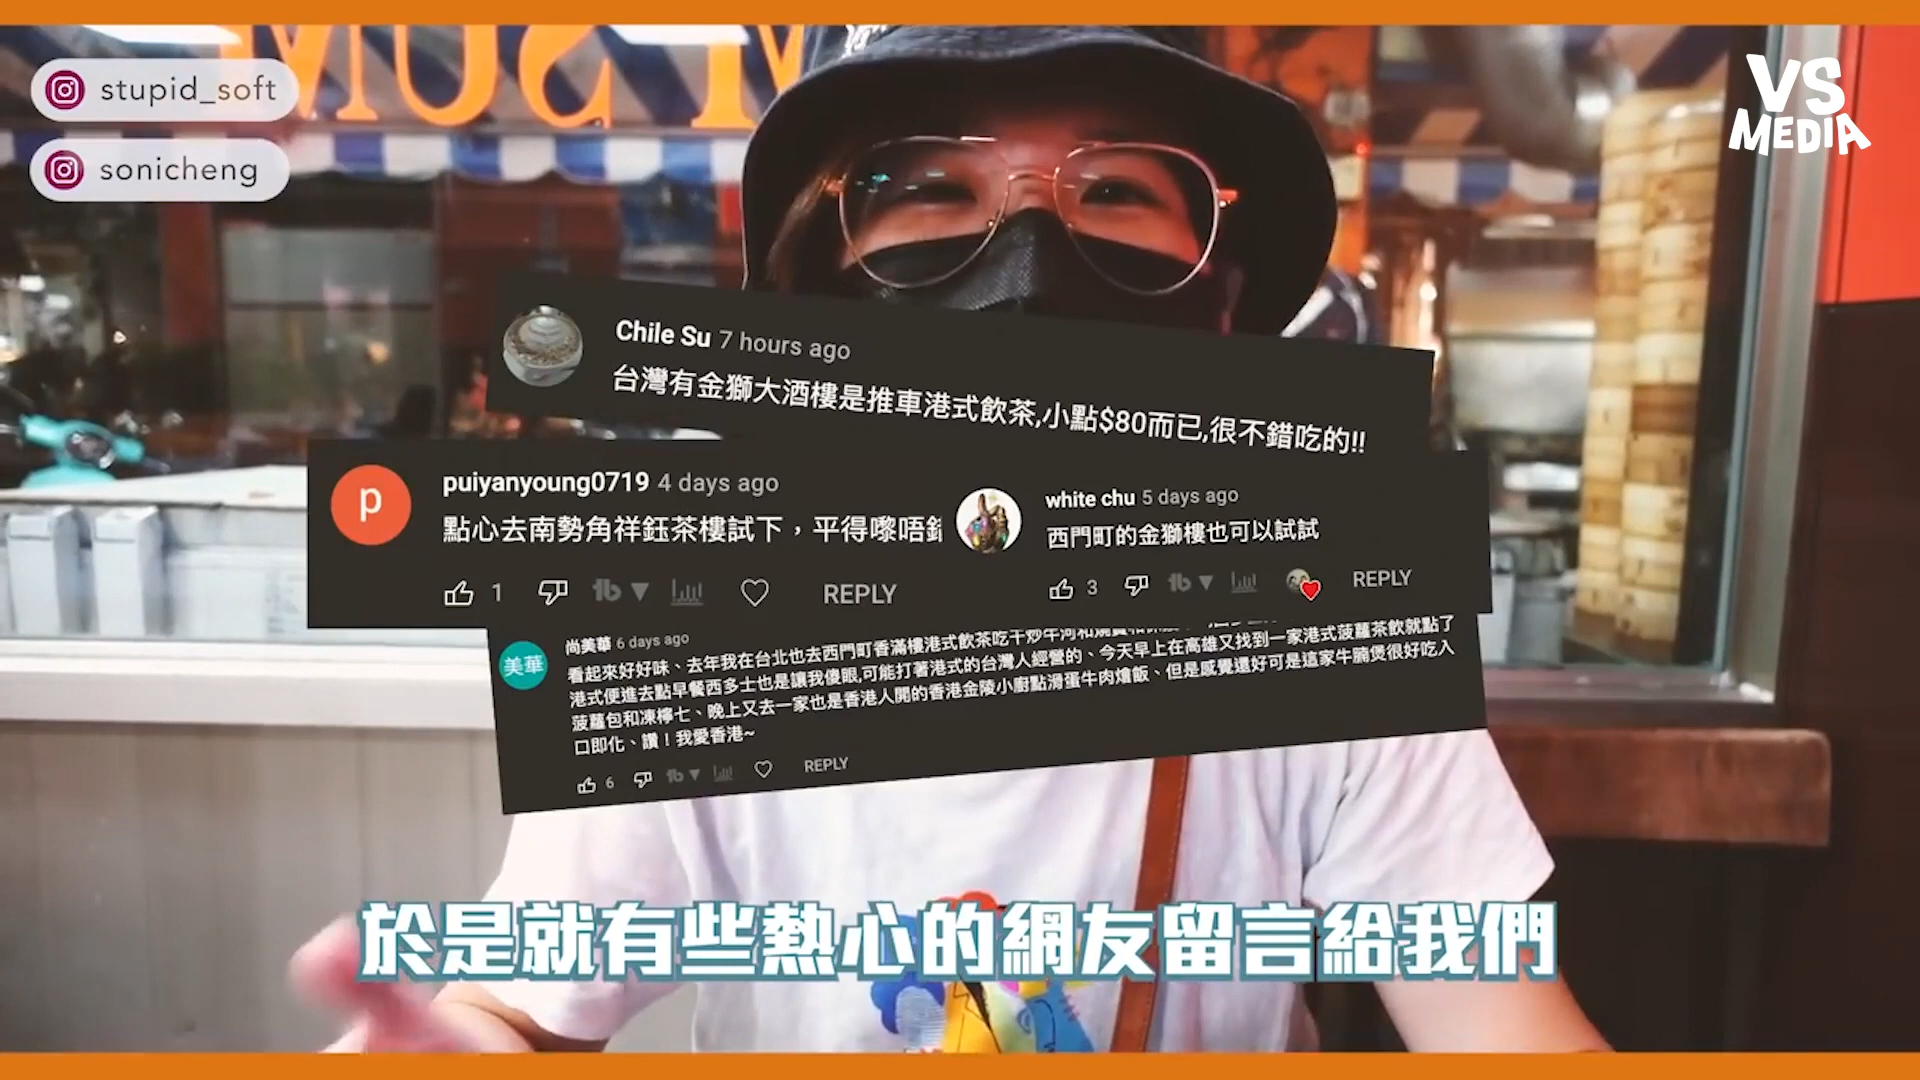 stupid_soft
sonicheng
VS
MEDIA
Chile Su 7 hours ago
台灣有金獅大酒樓是推車港式飲茶,小點$80而已,很不錯吃的!!
puiyanyoung0719 4 days ago
點心去南勢角祥鈺茶樓試下，平得嚟唔
1
REPLY
white chu 5 days ago
西門町的金獅樓也可以試試
3
REPLY
美華
尚美華 6 days ago
看起來好好味、去年我在台北也去西門町香滿樓港式飲茶吃干炒牛河和燒賣和
港式便進去點早餐西多士也是讓我傻眼,可能打著港式的台灣人經營的、今天早上在高雄又找到一家港式菠蘿茶飲就點了
菠蘿包和凍檸七、晚上又去一家也是香港人開的香港金陵小廚點滑蛋牛肉燴飯、但是感覺還好可是這家牛腩煲很好吃入
口即化、讚！我愛香港~
6
REPLY
於是就有些熱心的網友留言給我們